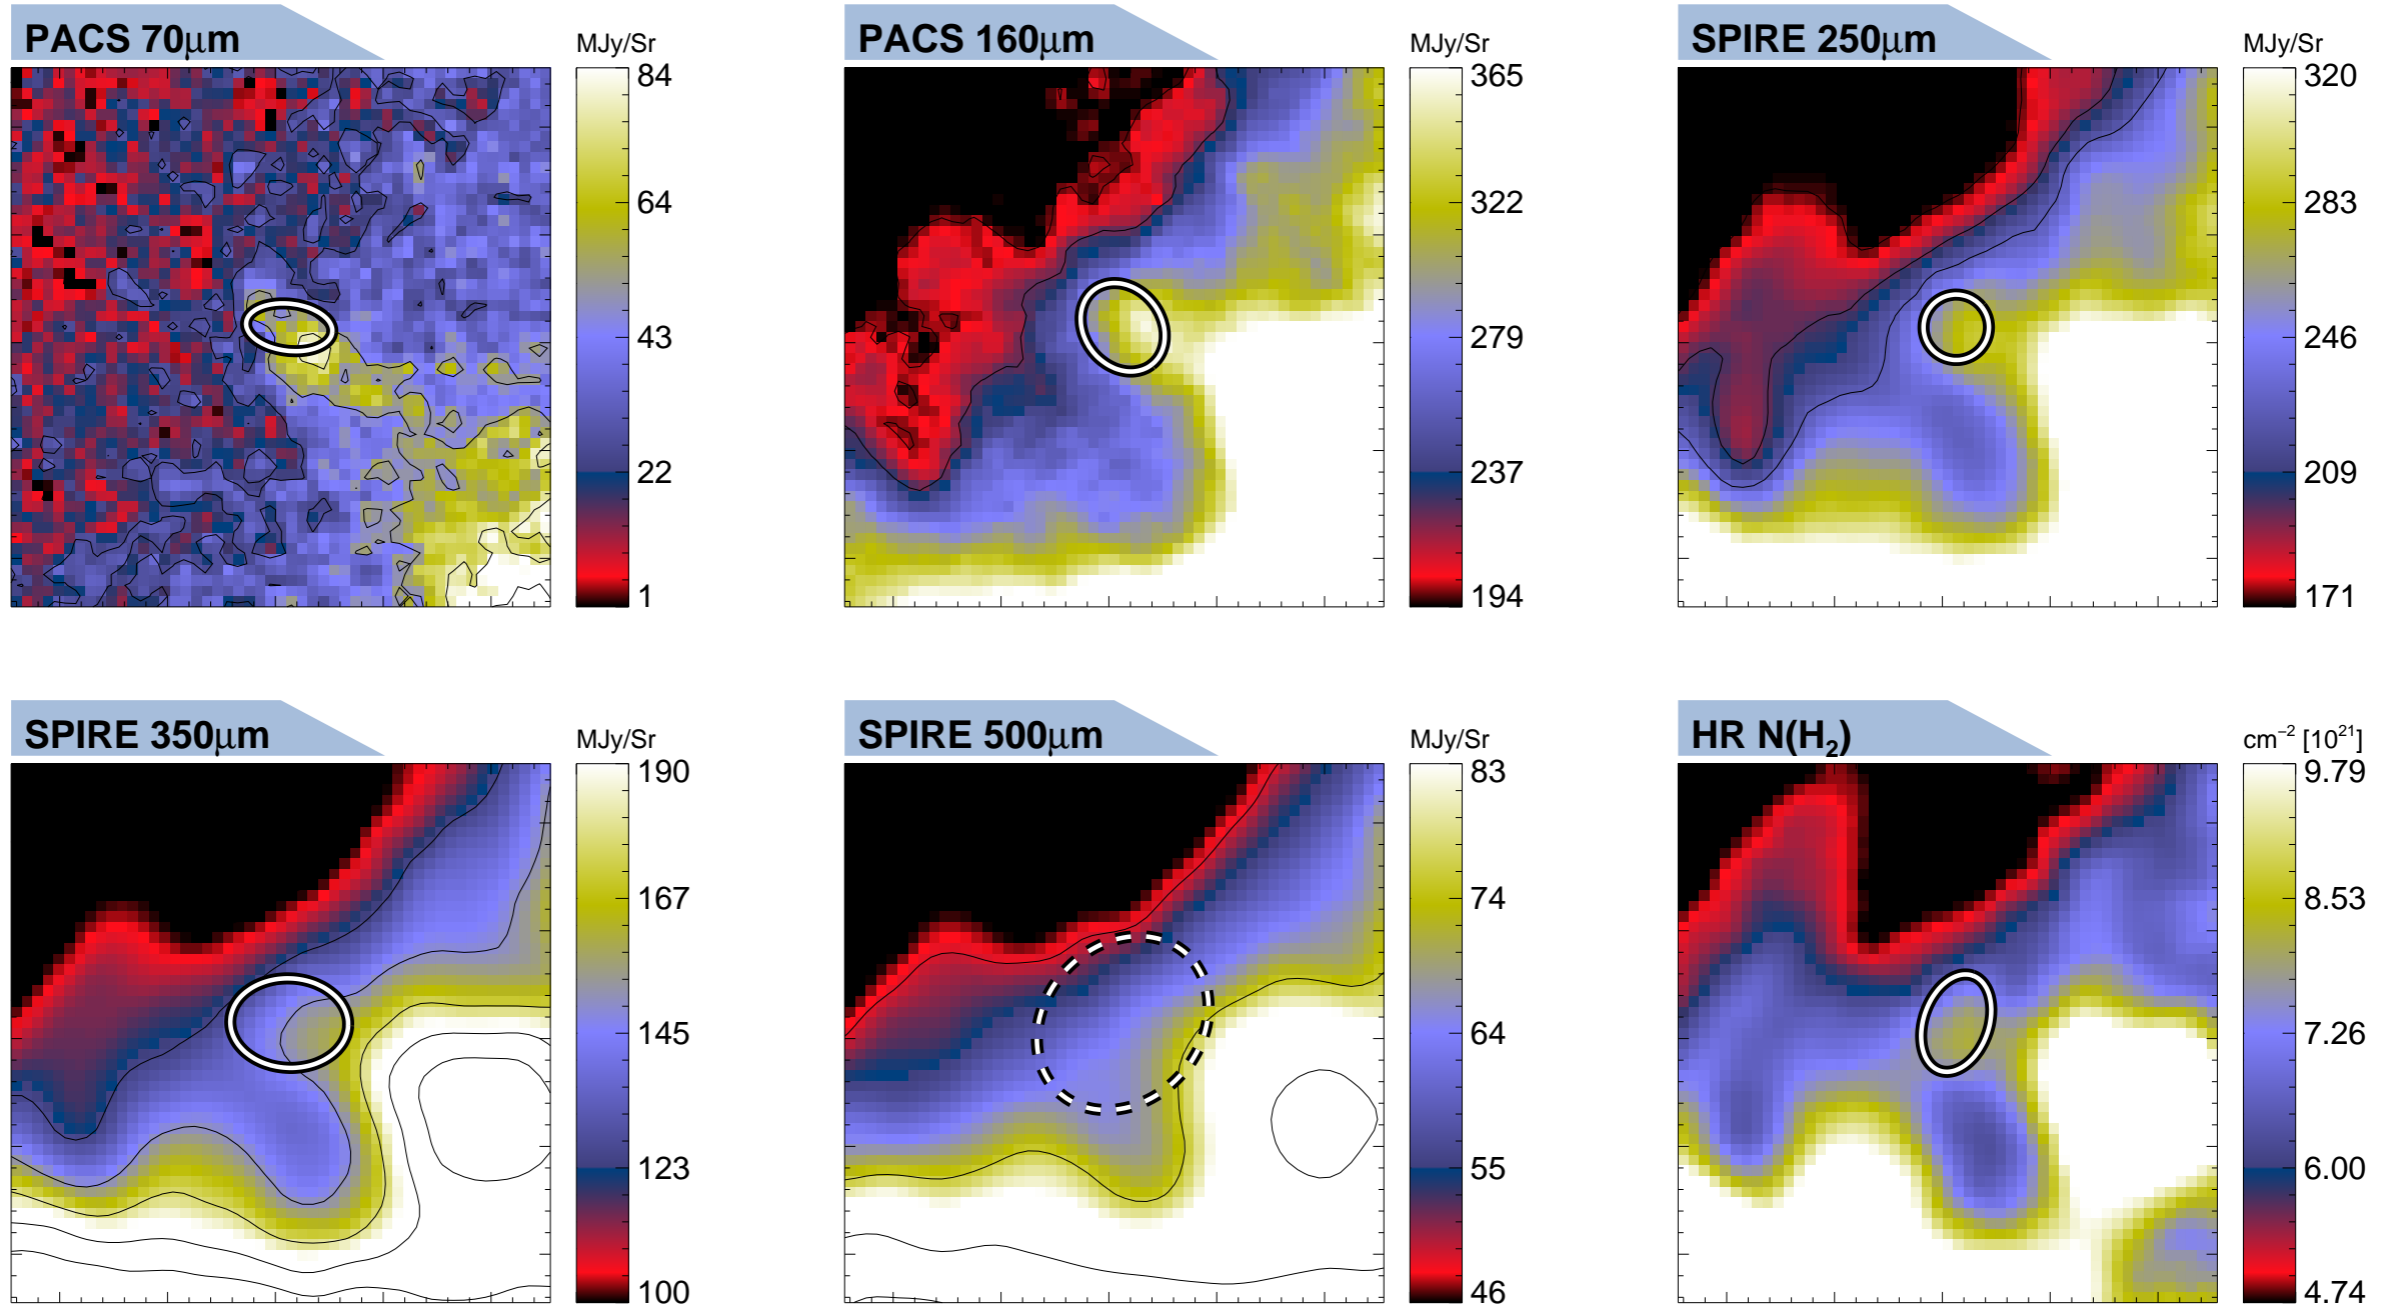 PACS 70μm
MJy/Sr
84
64
43
22
1
PACS 160μm
MJy/Sr
365
322
279
237
194
SPIRE 250μm
MJy/Sr
320
283
246
209
171
SPIRE 350μm
MJy/Sr
190
167
145
123
100
SPIRE 500μm
MJy/Sr
83
74
64
55
46
HR N(H₂)
cm⁻² [10²¹]
9.79
8.53
7.26
6.00
4.74